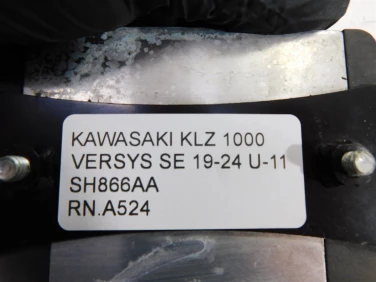 KAWASAKI KLZ 1000
VERSYS SE 19-24 U-11
SH866AA
RN.A524